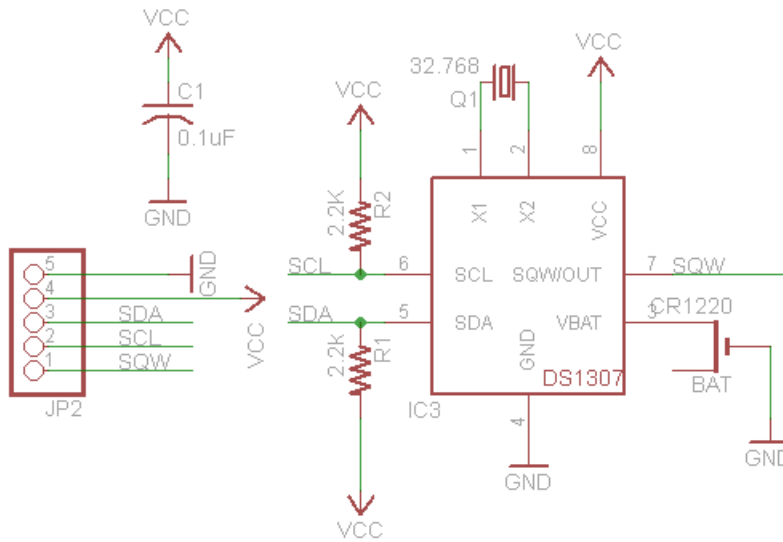 VCC
C1
0.1uF
GND
VCC
2.2K
R2
32.768
Q1
VCC
1
2
8
X1
X2
VCC
SCL
6
SCL
SQW/OUT
7
SQW
SDA
5
SDA
VBAT
3
CR1220
GND
DS1307
BAT
IC3
4
GND
GND
2.2k
R1
VCC
5
GND
4
VCC
3
SDA
2
SCL
1
SQW
JP2